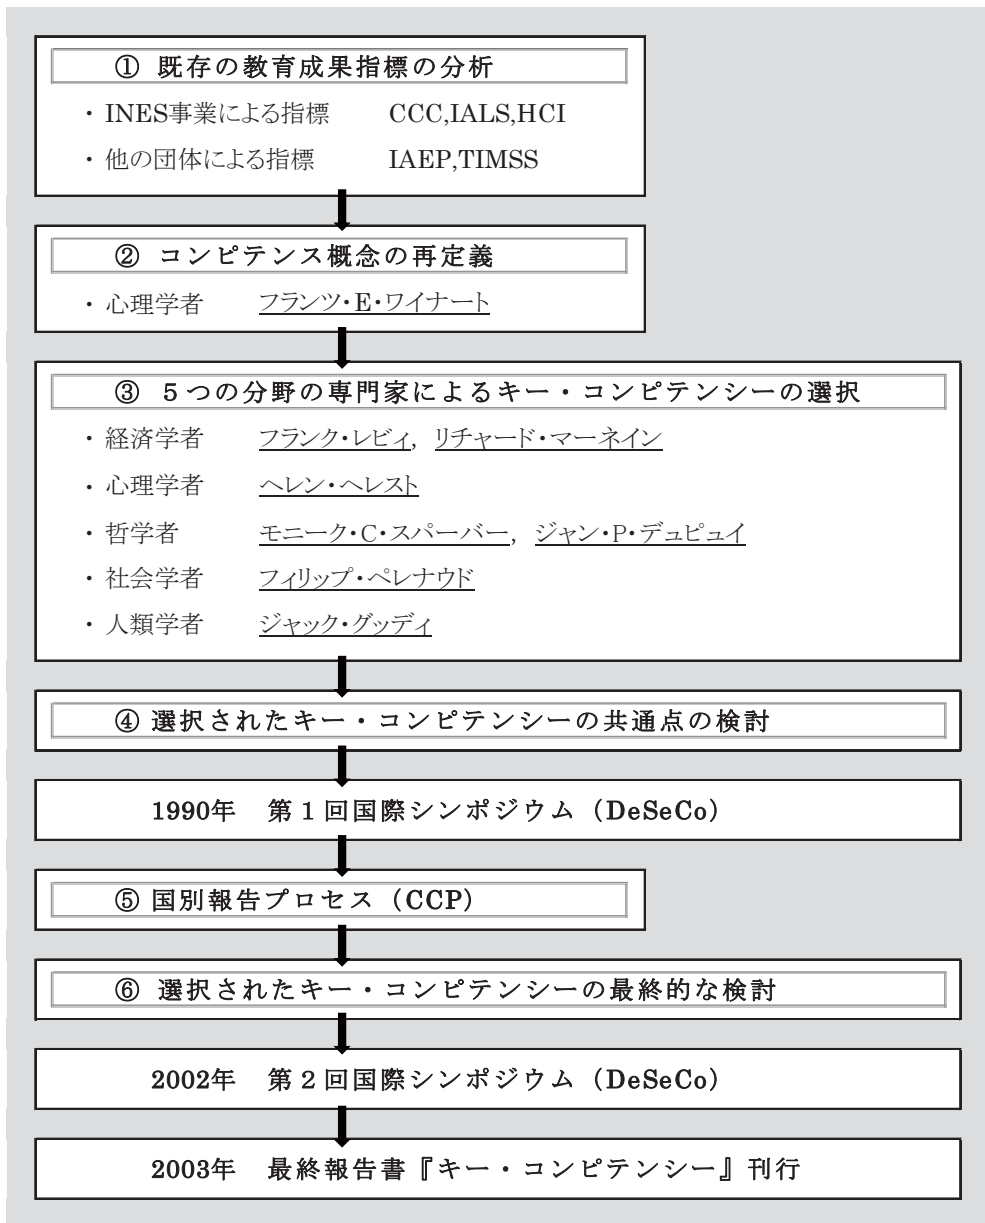 ① 既存の教育成果指標の分析
・ INES事業による指標　　CCC,IALS,HCI
・ 他の団体による指標　　IAEP,TIMSS
② コンピテンス概念の再定義
・ 心理学者　　フランツ・E・ワイナート
③ ５つの分野の専門家によるキー・コンピテンシーの選択
・ 経済学者　　フランク・レビィ,　リチャード・マーネイン
・ 心理学者　　ヘレン・ヘレスト
・ 哲学者　　モニーク・C・スパーバー,　ジャン・P・デュピュイ
・ 社会学者　　フィリップ・ペレナウド
・ 人類学者　　ジャック・グッディ
④ 選択されたキー・コンピテンシーの共通点の検討
1990年　第１回国際シンポジウム（DeSeCo）
⑤ 国別報告プロセス（CCP）
⑥ 選択されたキー・コンピテンシーの最終的な検討
2002年　第２回国際シンポジウム（DeSeCo）
2003年　最終報告書『キー・コンピテンシー』刊行